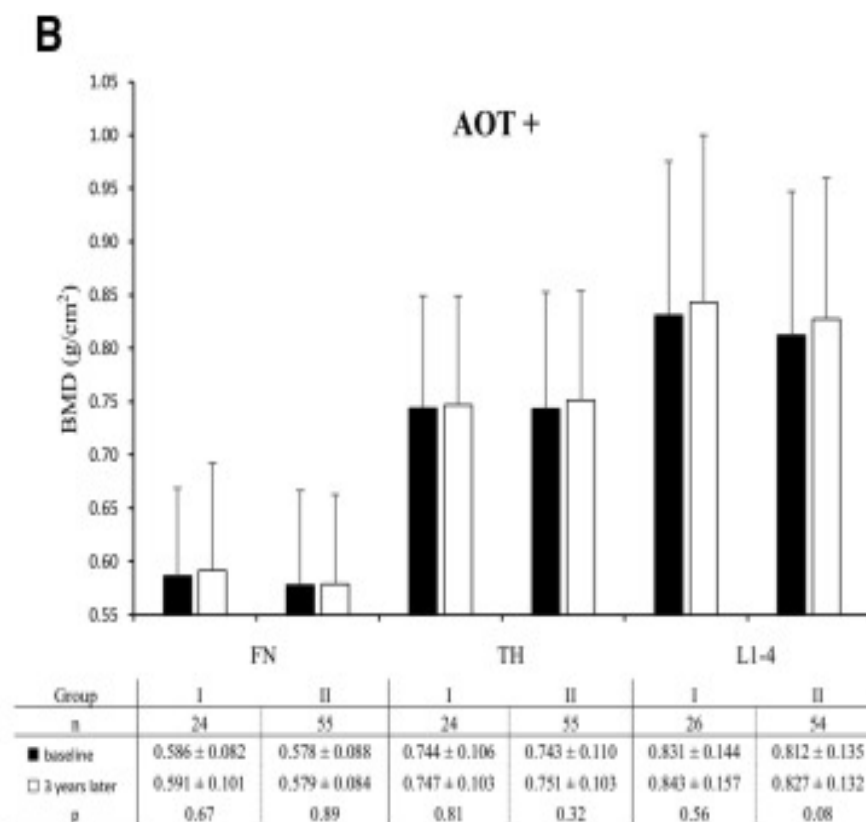 B
AOT +
BMD (g/cm²)
1.05
1.00
0.95
0.90
0.85
0.80
0.75
0.70
0.65
0.60
0.55
FN TH L1-4
Group I II I II I II
n 24 55 24 55 26 54
baseline 0.586 ± 0.082 0.578 ± 0.088 0.744 ± 0.106 0.743 ± 0.110 0.831 ± 0.144 0.812 ± 0.135
3 years later 0.591 ± 0.101 0.579 ± 0.084 0.747 ± 0.103 0.751 ± 0.103 0.843 ± 0.157 0.827 ± 0.132
p 0.67 0.89 0.81 0.32 0.56 0.08